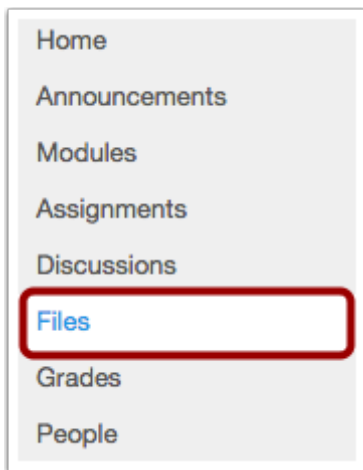 Home
Announcements
Modules
Assignments
Discussions
Files
Grades
People